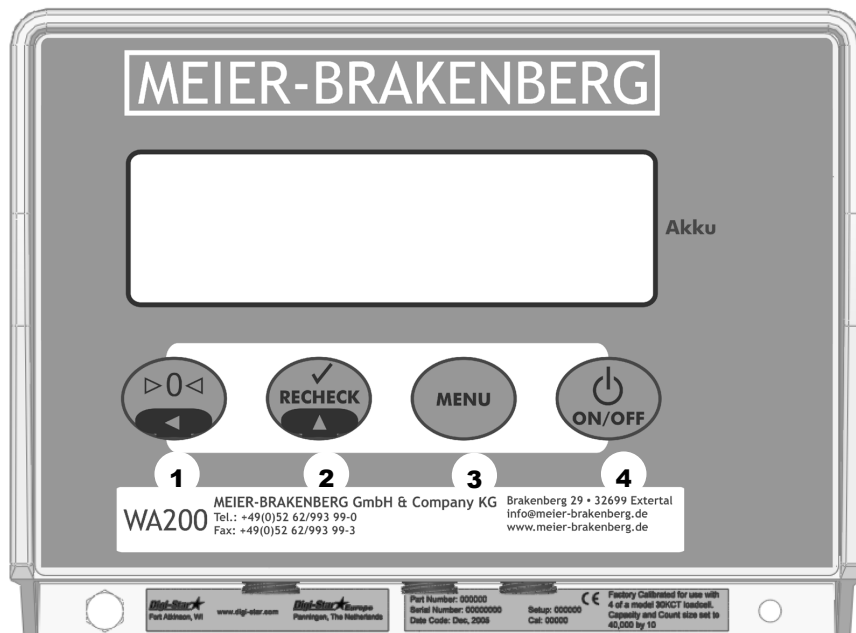 MEIER-BRAKENBERG
Akku
▷0◁
RECHECK
MENU
ON/OFF
1
2
3
4
WA200
MEIER-BRAKENBERG GmbH & Company KG
Tel.: +49(0)52 62/993 99-0
Fax: +49(0)52 62/993 99-3
Brakenberg 29 • 32699 Extertal
info@meier-brakenberg.de
www.meier-brakenberg.de
Digi-Star
Fort Atkinson, WI
www.digi-star.com
Digi-Star Europe
Panningen, The Netherlands
Part Number: 000000
Serial Number: 00000000
Date Code: Dec, 2005
Setup: 000000
Cal: 00000
CE
Factory Calibrated for use with
4 of a model 30KCT loadcell.
Capacity and Count size set to
40,000 by 10